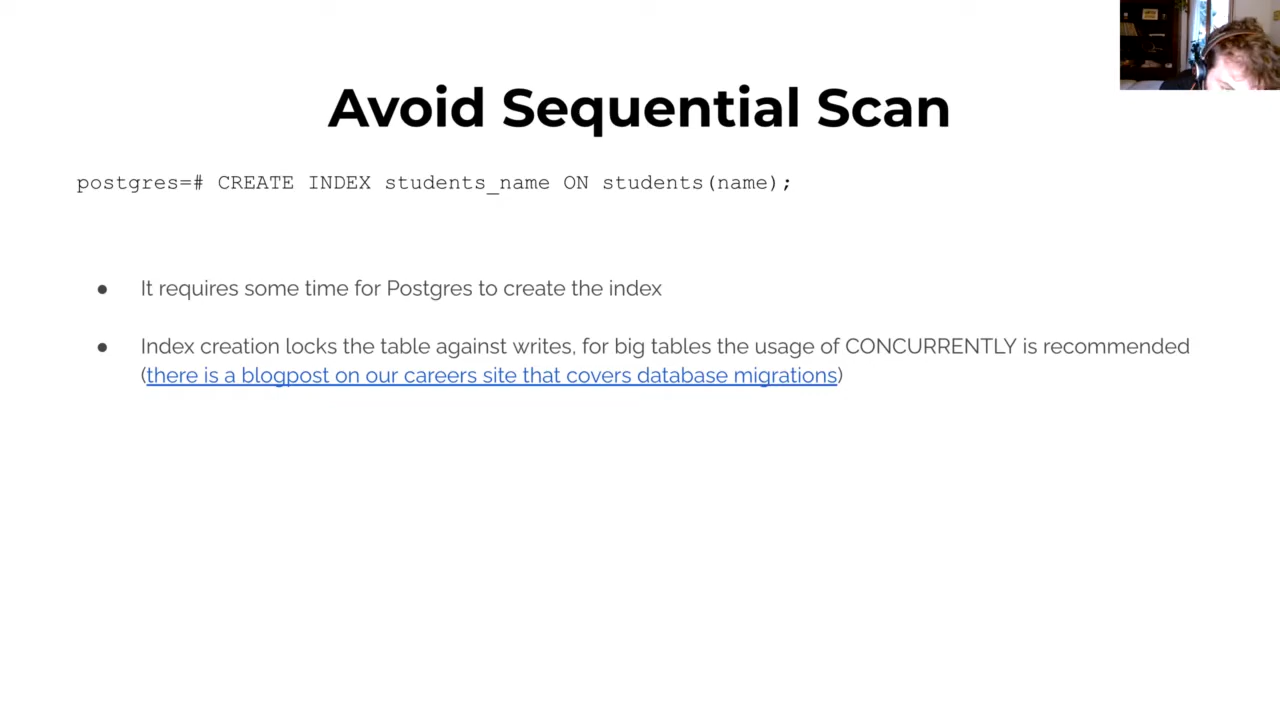 Avoid Sequential Scan
postgres=# CREATE INDEX students_name ON students(name);
● It requires some time for Postgres to create the index
● Index creation locks the table against writes, for big tables the usage of CONCURRENTLY is recommended
(there is a blogpost on our careers site that covers database migrations)